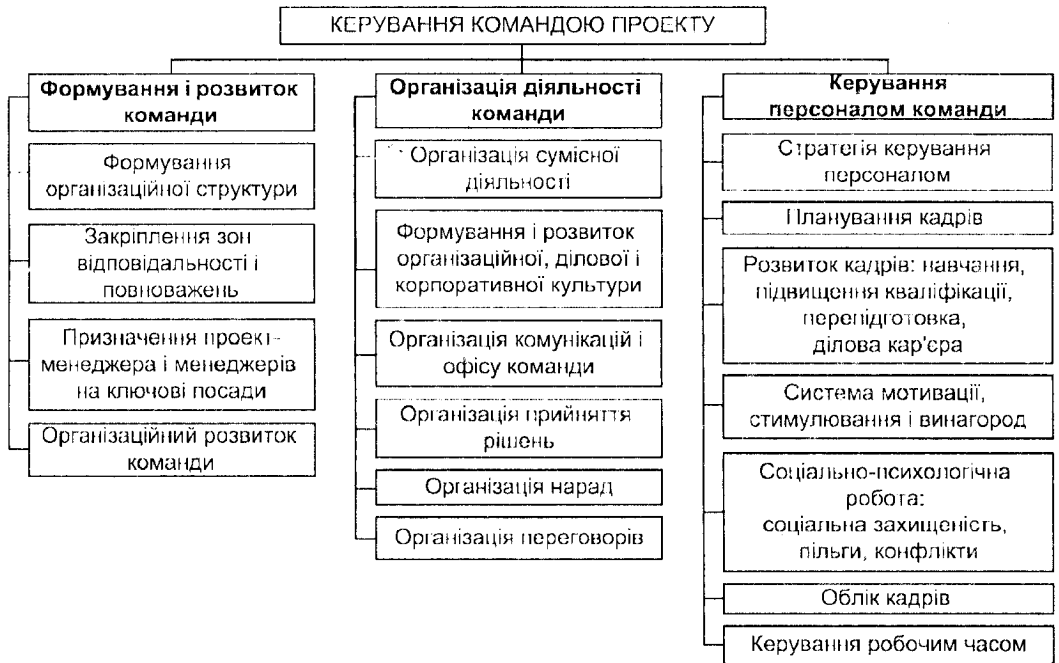 КЕРУВАННЯ КОМАНДОЮ ПРОЕКТУ
Формування і розвиток
команди
Формування
організаційної структури
Закріплення зон
відповідальності і
повноважень
Призначення проект-
менеджера і менеджерів
на ключові посади
Організаційний розвиток
команди
Організація діяльності
команди
Організація сумісної
діяльності
Формування і розвиток
організаційної, ділової і
корпоративної культури
Організація комунікацій і
офісу команди
Організація прийняття
рішень
Організація нарад
Організація переговорів
Керування
персоналом команди
Стратегія керування
персоналом
Планування кадрів
Розвиток кадрів: навчання,
підвищення кваліфікації,
перепідготовка,
ділова кар'єра
Система мотивації,
стимулювання і винагород
Соціально-психологічна
робота:
соціальна захищеність,
пільги, конфлікти
Облік кадрів
Керування робочим часом